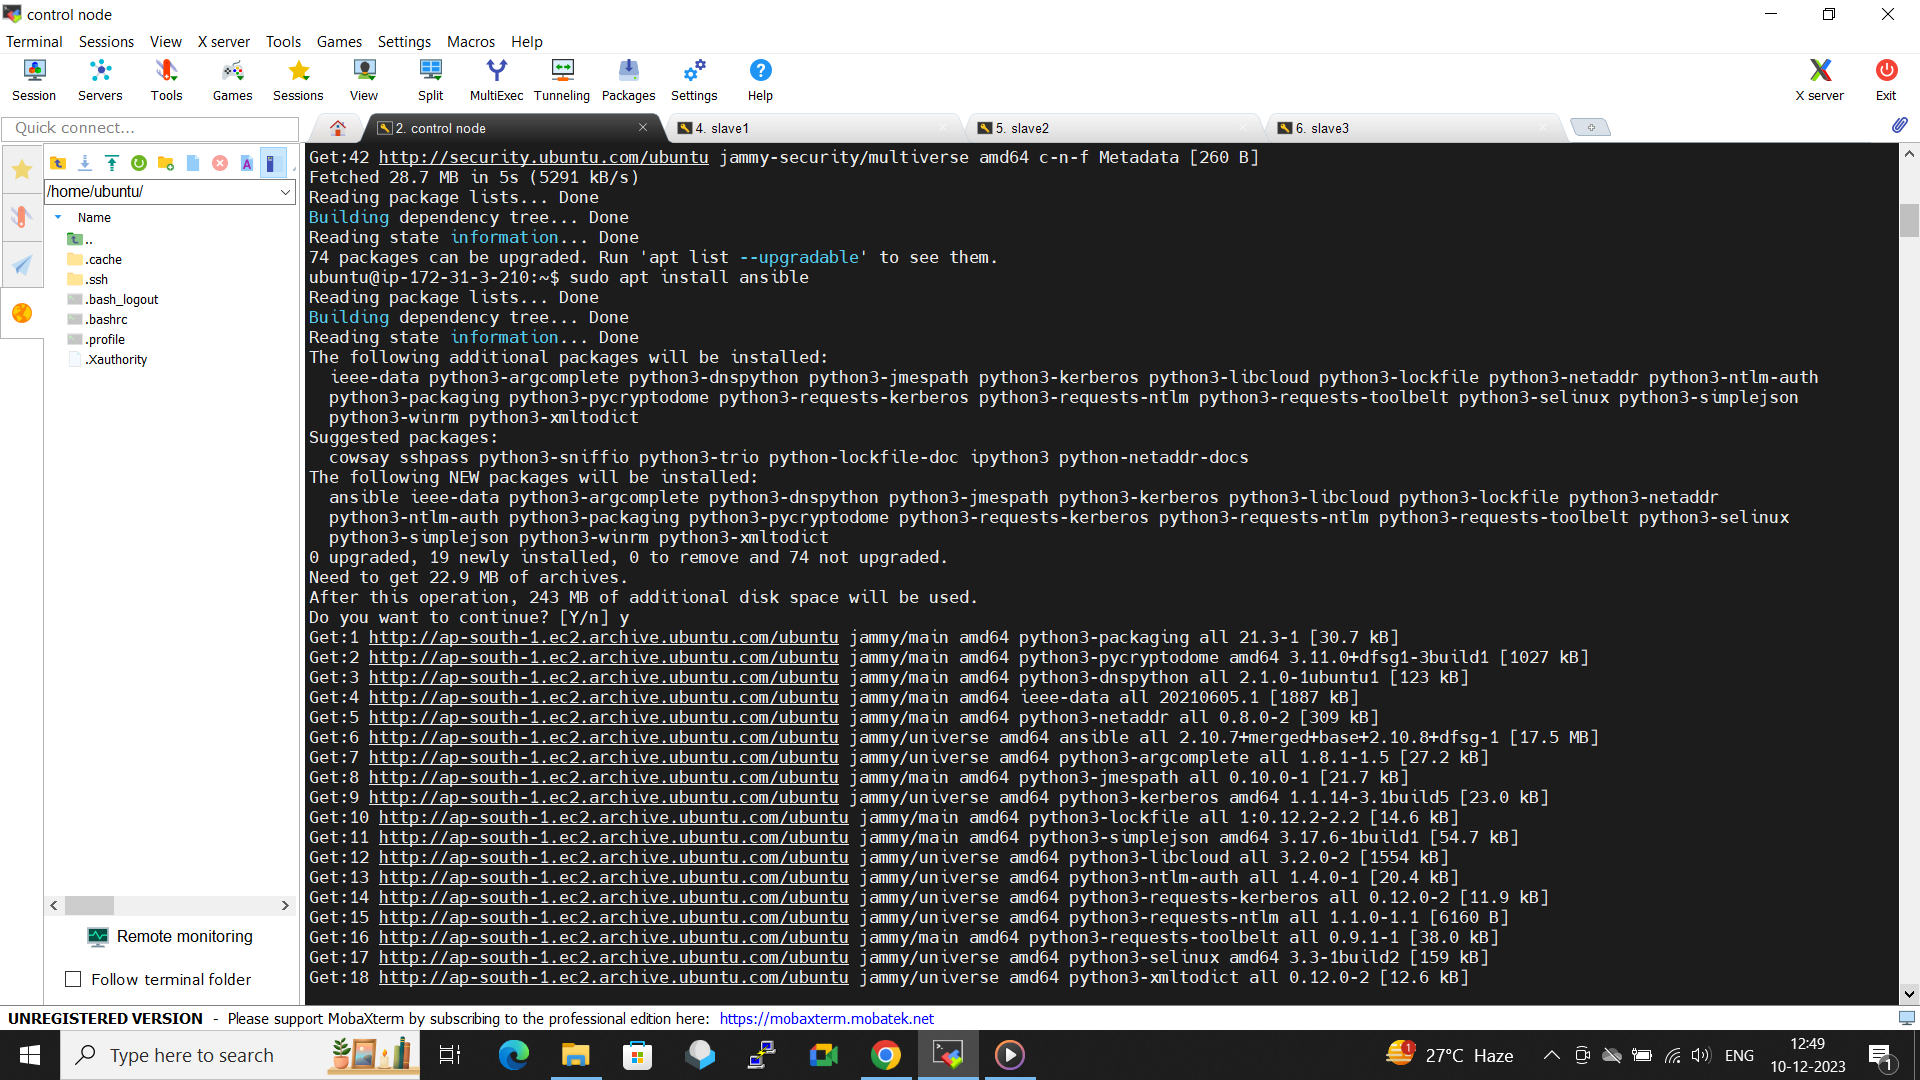 control node
Terminal Sessions View X server Tools Games Settings Macros Help
Session Servers Tools Games Sessions View Split MultiExec Tunneling Packages Settings Help X server Exit
Quick connect...
2. control node
4. slave1
5. slave2
6. slave3
/home/ubuntu/
Name
..
.cache
.ssh
.bash_logout
.bashrc
.profile
.Xauthority
Remote monitoring
Follow terminal folder
Get:42 http://security.ubuntu.com/ubuntu jammy-security/multiverse amd64 c-n-f Metadata [260 B]
Fetched 28.7 MB in 5s (5291 kB/s)
Reading package lists... Done
Building dependency tree... Done
Reading state information... Done
74 packages can be upgraded. Run 'apt list --upgradable' to see them.
ubuntu@ip-172-31-3-210:~$ sudo apt install ansible
Reading package lists... Done
Building dependency tree... Done
Reading state information... Done
The following additional packages will be installed:
ieee-data python3-argcomplete python3-dnspython python3-jmespath python3-kerberos python3-libcloud python3-lockfile python3-netaddr python3-ntlm-auth
python3-packaging python3-pycryptodome python3-requests-kerberos python3-requests-ntlm python3-requests-toolbelt python3-selinux python3-simplejson
python3-winrm python3-xmltodict
Suggested packages:
cowsay sshpass python3-sniffio python3-trio python-lockfile-doc ipython3 python-netaddr-docs
The following NEW packages will be installed:
ansible ieee-data python3-argcomplete python3-dnspython python3-jmespath python3-kerberos python3-libcloud python3-lockfile python3-netaddr
python3-ntlm-auth python3-packaging python3-pycryptodome python3-requests-kerberos python3-requests-ntlm python3-requests-toolbelt python3-selinux
python3-simplejson python3-winrm python3-xmltodict
0 upgraded, 19 newly installed, 0 to remove and 74 not upgraded.
Need to get 22.9 MB of archives.
After this operation, 243 MB of additional disk space will be used.
Do you want to continue? [Y/n] y
Get:1 http://ap-south-1.ec2.archive.ubuntu.com/ubuntu jammy/main amd64 python3-packaging all 21.3-1 [30.7 kB]
Get:2 http://ap-south-1.ec2.archive.ubuntu.com/ubuntu jammy/main amd64 python3-pycryptodome amd64 3.11.0+dfsg1-3build1 [1027 kB]
Get:3 http://ap-south-1.ec2.archive.ubuntu.com/ubuntu jammy/main amd64 python3-dnspython all 2.1.0-1ubuntu1 [123 kB]
Get:4 http://ap-south-1.ec2.archive.ubuntu.com/ubuntu jammy/main amd64 ieee-data all 20210605.1 [1887 kB]
Get:5 http://ap-south-1.ec2.archive.ubuntu.com/ubuntu jammy/main amd64 python3-netaddr all 0.8.0-2 [309 kB]
Get:6 http://ap-south-1.ec2.archive.ubuntu.com/ubuntu jammy/universe amd64 ansible all 2.10.7+merged+base+2.10.8+dfsg-1 [17.5 MB]
Get:7 http://ap-south-1.ec2.archive.ubuntu.com/ubuntu jammy/universe amd64 python3-argcomplete all 1.8.1-1.5 [27.2 kB]
Get:8 http://ap-south-1.ec2.archive.ubuntu.com/ubuntu jammy/main amd64 python3-jmespath all 0.10.0-1 [21.7 kB]
Get:9 http://ap-south-1.ec2.archive.ubuntu.com/ubuntu jammy/universe amd64 python3-kerberos amd64 1.1.14-3.1build5 [23.0 kB]
Get:10 http://ap-south-1.ec2.archive.ubuntu.com/ubuntu jammy/main amd64 python3-lockfile all 1:0.12.2-2.2 [14.6 kB]
Get:11 http://ap-south-1.ec2.archive.ubuntu.com/ubuntu jammy/main amd64 python3-simplejson amd64 3.17.6-1build1 [54.7 kB]
Get:12 http://ap-south-1.ec2.archive.ubuntu.com/ubuntu jammy/universe amd64 python3-libcloud all 3.2.0-2 [1554 kB]
Get:13 http://ap-south-1.ec2.archive.ubuntu.com/ubuntu jammy/universe amd64 python3-ntlm-auth all 1.4.0-1 [20.4 kB]
Get:14 http://ap-south-1.ec2.archive.ubuntu.com/ubuntu jammy/universe amd64 python3-requests-kerberos all 0.12.0-2 [11.9 kB]
Get:15 http://ap-south-1.ec2.archive.ubuntu.com/ubuntu jammy/universe amd64 python3-requests-ntlm all 1.1.0-1.1 [6160 B]
Get:16 http://ap-south-1.ec2.archive.ubuntu.com/ubuntu jammy/main amd64 python3-requests-toolbelt all 0.9.1-1 [38.0 kB]
Get:17 http://ap-south-1.ec2.archive.ubuntu.com/ubuntu jammy/universe amd64 python3-selinux amd64 3.3-1build2 [159 kB]
Get:18 http://ap-south-1.ec2.archive.ubuntu.com/ubuntu jammy/universe amd64 python3-xmltodict all 0.12.0-2 [12.6 kB]
UNREGISTERED VERSION - Please support MobaXterm by subscribing to the professional edition here: https://mobaxterm.mobatek.net
Type here to search
1
27°C Haze
ENG
12:49
10-12-2023
1